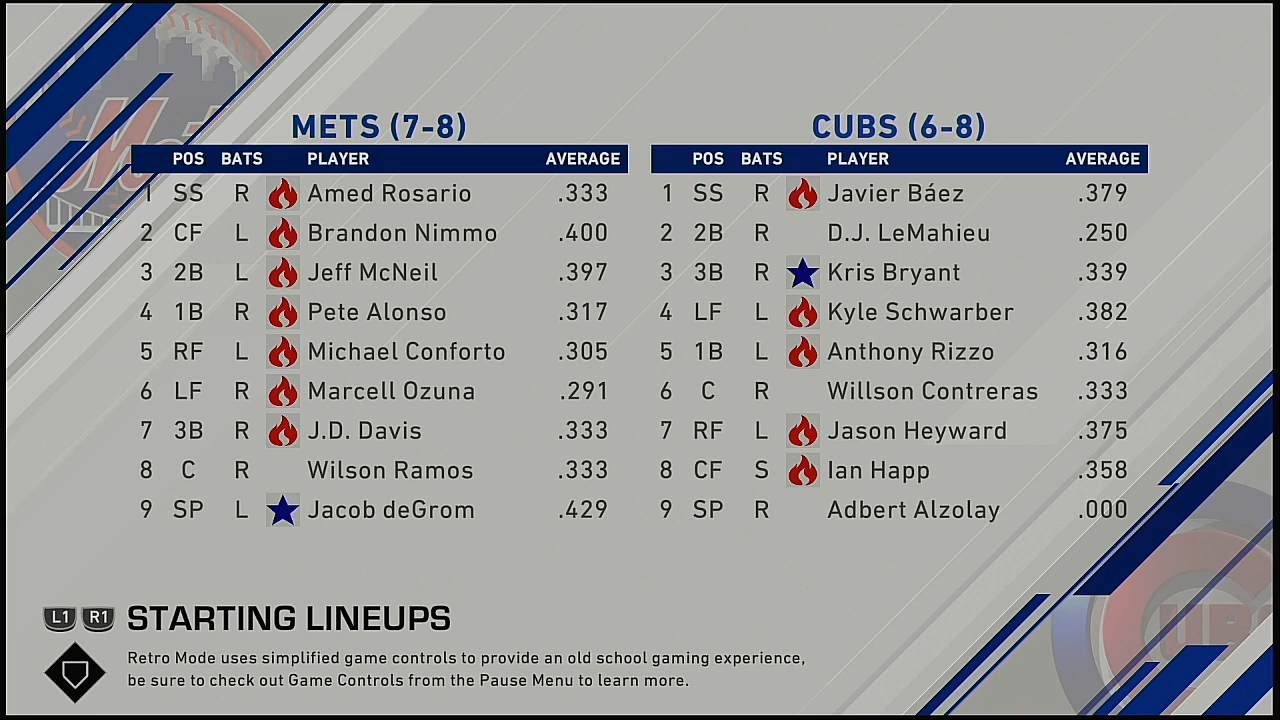 METS (7-8)
POS BATS PLAYER AVERAGE
1 SS R Amed Rosario .333
2 CF L Brandon Nimmo .400
3 2B L Jeff McNeil .397
4 1B R Pete Alonso .317
5 RF L Michael Conforto .305
6 LF R Marcell Ozuna .291
7 3B R J.D. Davis .333
8 C R Wilson Ramos .333
9 SP L Jacob deGrom .429
CUBS (6-8)
POS BATS PLAYER AVERAGE
1 SS R Javier Báez .379
2 2B R D.J. LeMahieu .250
3 3B R Kris Bryant .339
4 LF L Kyle Schwarber .382
5 1B L Anthony Rizzo .316
6 C R Willson Contreras .333
7 RF L Jason Heyward .375
8 CF S Ian Happ .358
9 SP R Adbert Alzolay .000
L1 R1 STARTING LINEUPS
Retro Mode uses simplified game controls to provide an old school gaming experience,
be sure to check out Game Controls from the Pause Menu to learn more.